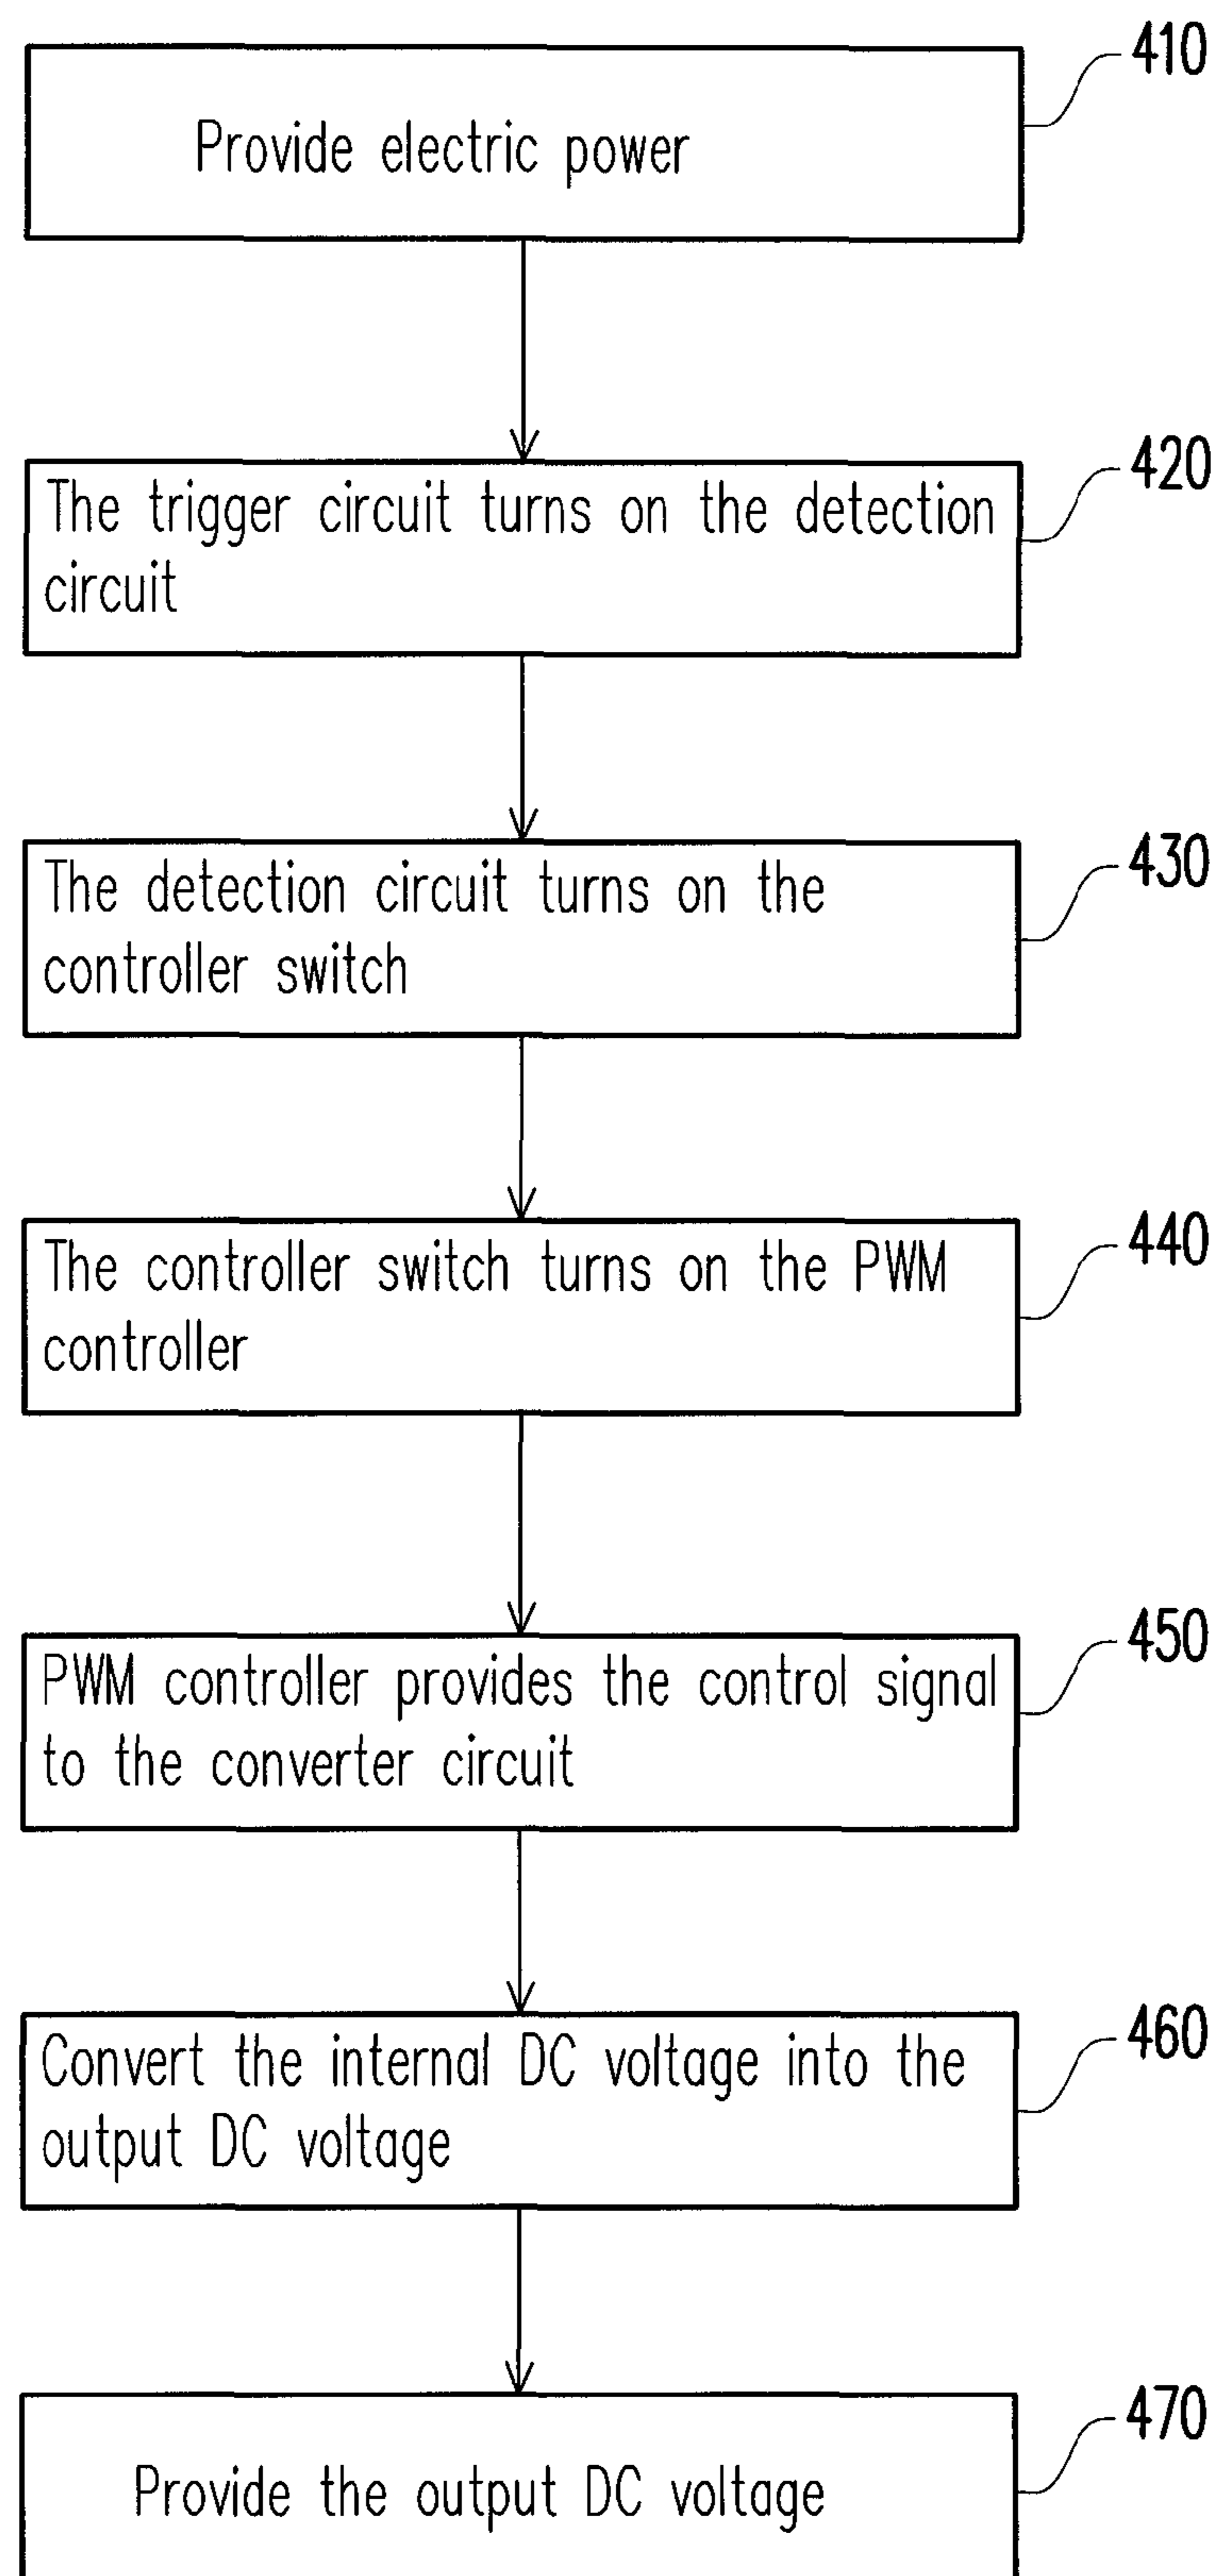 410
Provide electric power
420
The trigger circuit turns on the detection
circuit
430
The detection circuit turns on the
controller switch
440
The controller switch turns on the PWM
controller
450
PWM controller provides the control signal
to the converter circuit
460
Convert the internal DC voltage into the
output DC voltage
470
Provide the output DC voltage